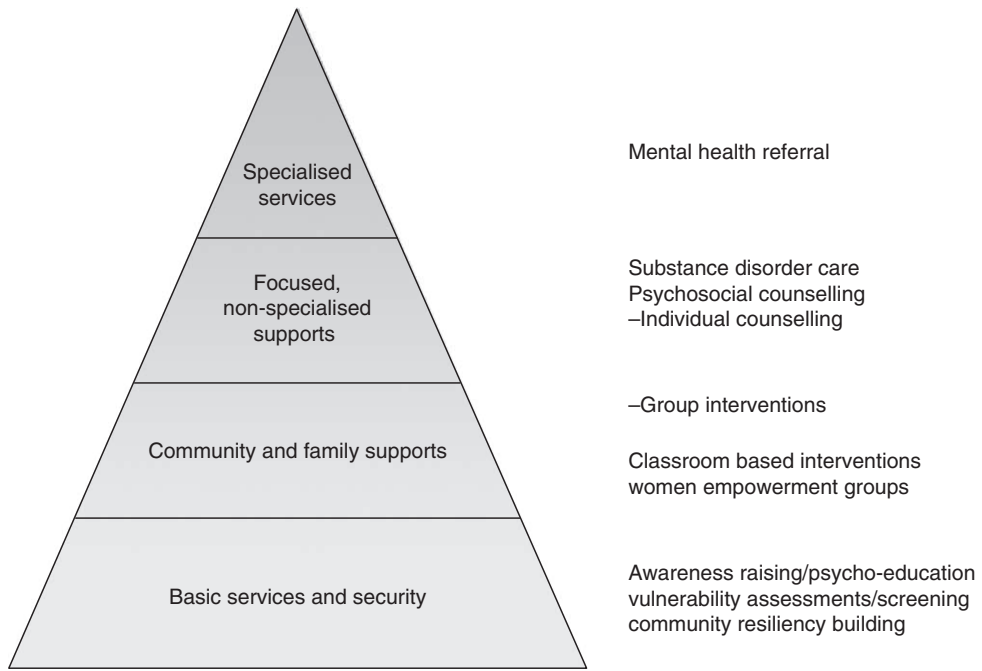 Specialised
services
Mental health referral
Focused,
non-specialised
supports
Substance disorder care
Psychosocial counselling
–Individual counselling
Community and family supports
–Group interventions
Classroom based interventions
women empowerment groups
Basic services and security
Awareness raising/psycho-education
vulnerability assessments/screening
community resiliency building